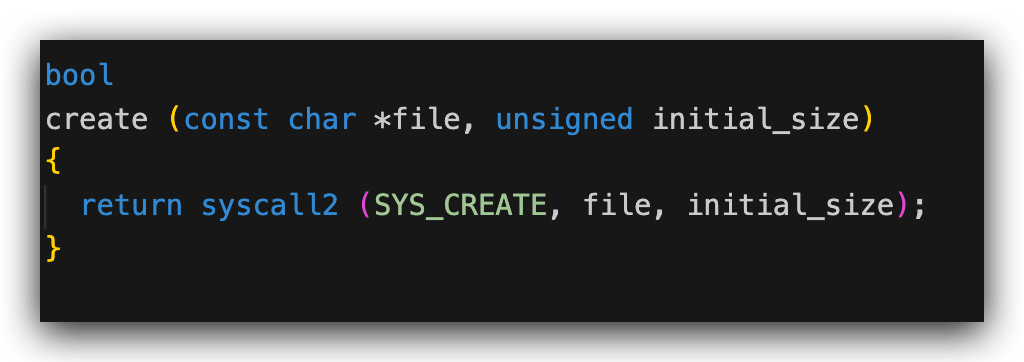 bool
create (const char *file, unsigned initial_size)
{
  return syscall2 (SYS_CREATE, file, initial_size);
}